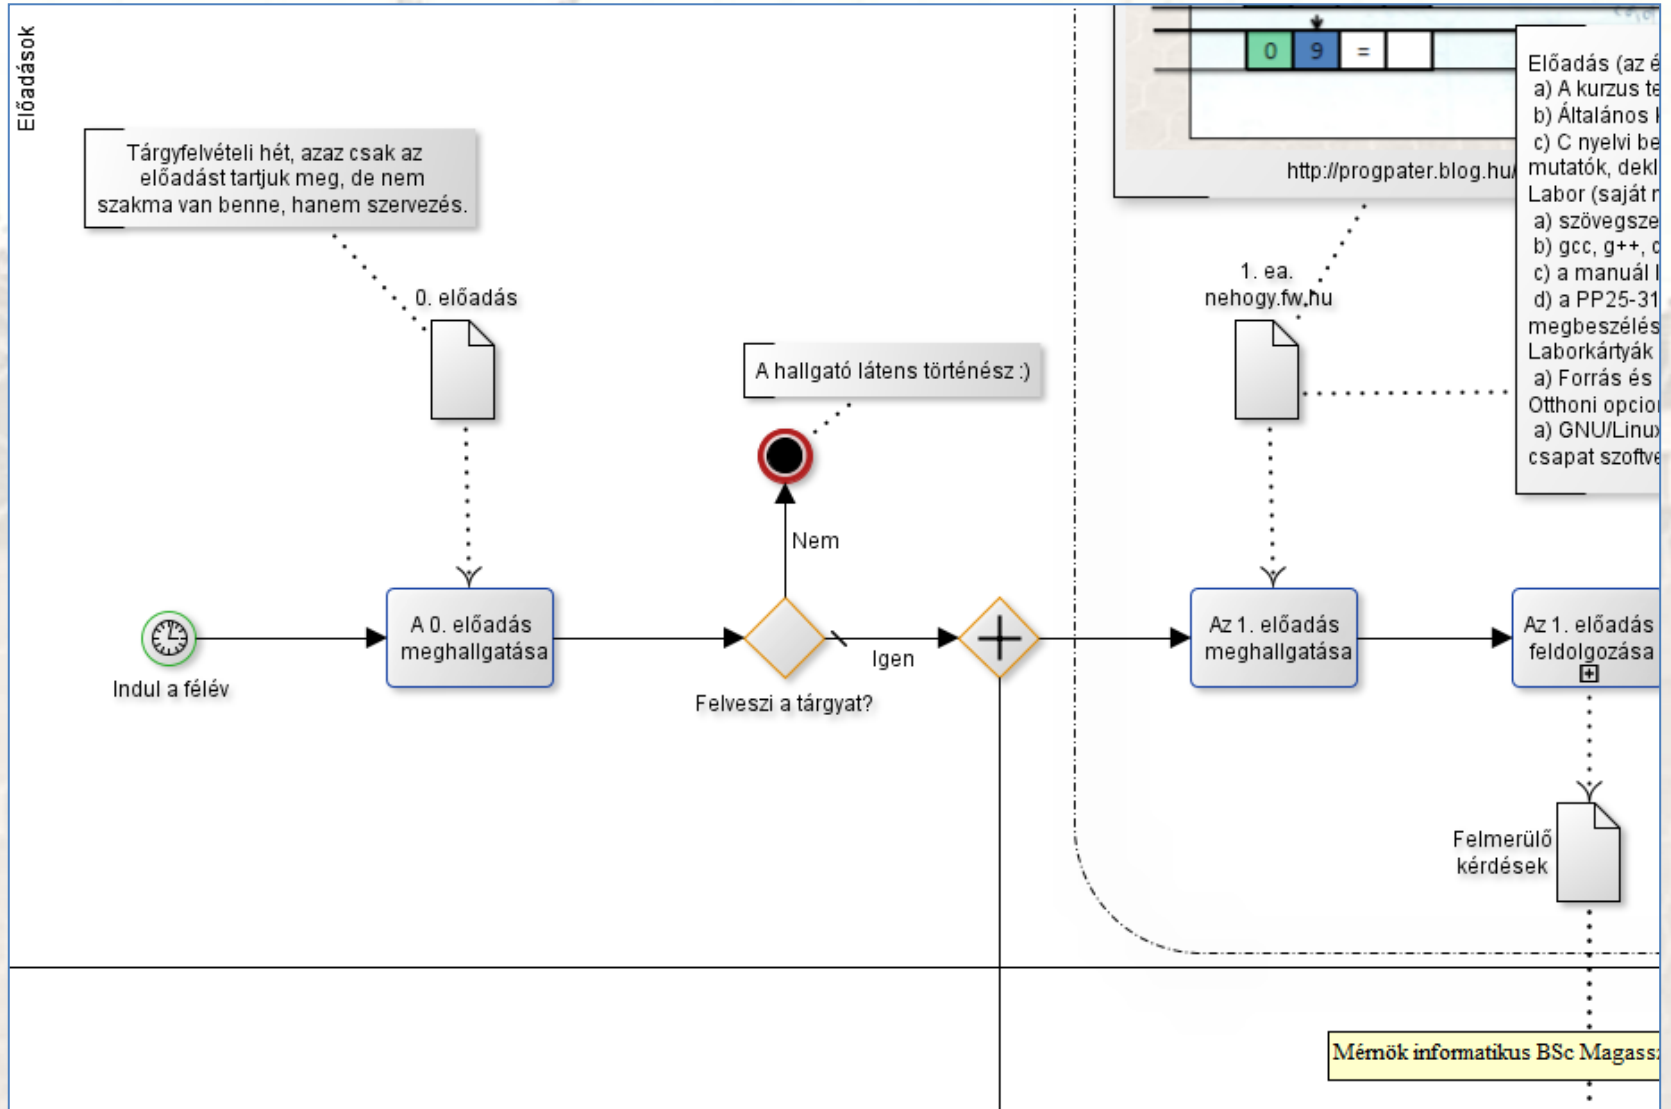 Előadások
Tárgyfelvételi hét, azaz csak az
előadást tartjuk meg, de nem
szakma van benne, hanem szervezés.
0. előadás
A hallgató látens történész :)
Nem
Indul a félév
A 0. előadás
meghallgatása
Felveszi a tárgyat?
Igen
0 9 =
http://progpater.blog.hu/
1. ea.
nehogy.fw.hu
Előadás (az é
a) A kurzus te
b) Általános
c) C nyelvi be
mutatók, dekl
Labor (saját
a) szövegsze
b) gcc, g++,
c) a manuál
d) a PP25-31
megbeszélés
Laborkártyák
a) Forrás és
Otthoni opcio
a) GNU/Linux
csapat szoftve
Az 1. előadás
meghallgatása
Az 1. előadás
feldolgozása
Felmerülő
kérdések
Mérnök informatikus BSc Magassz